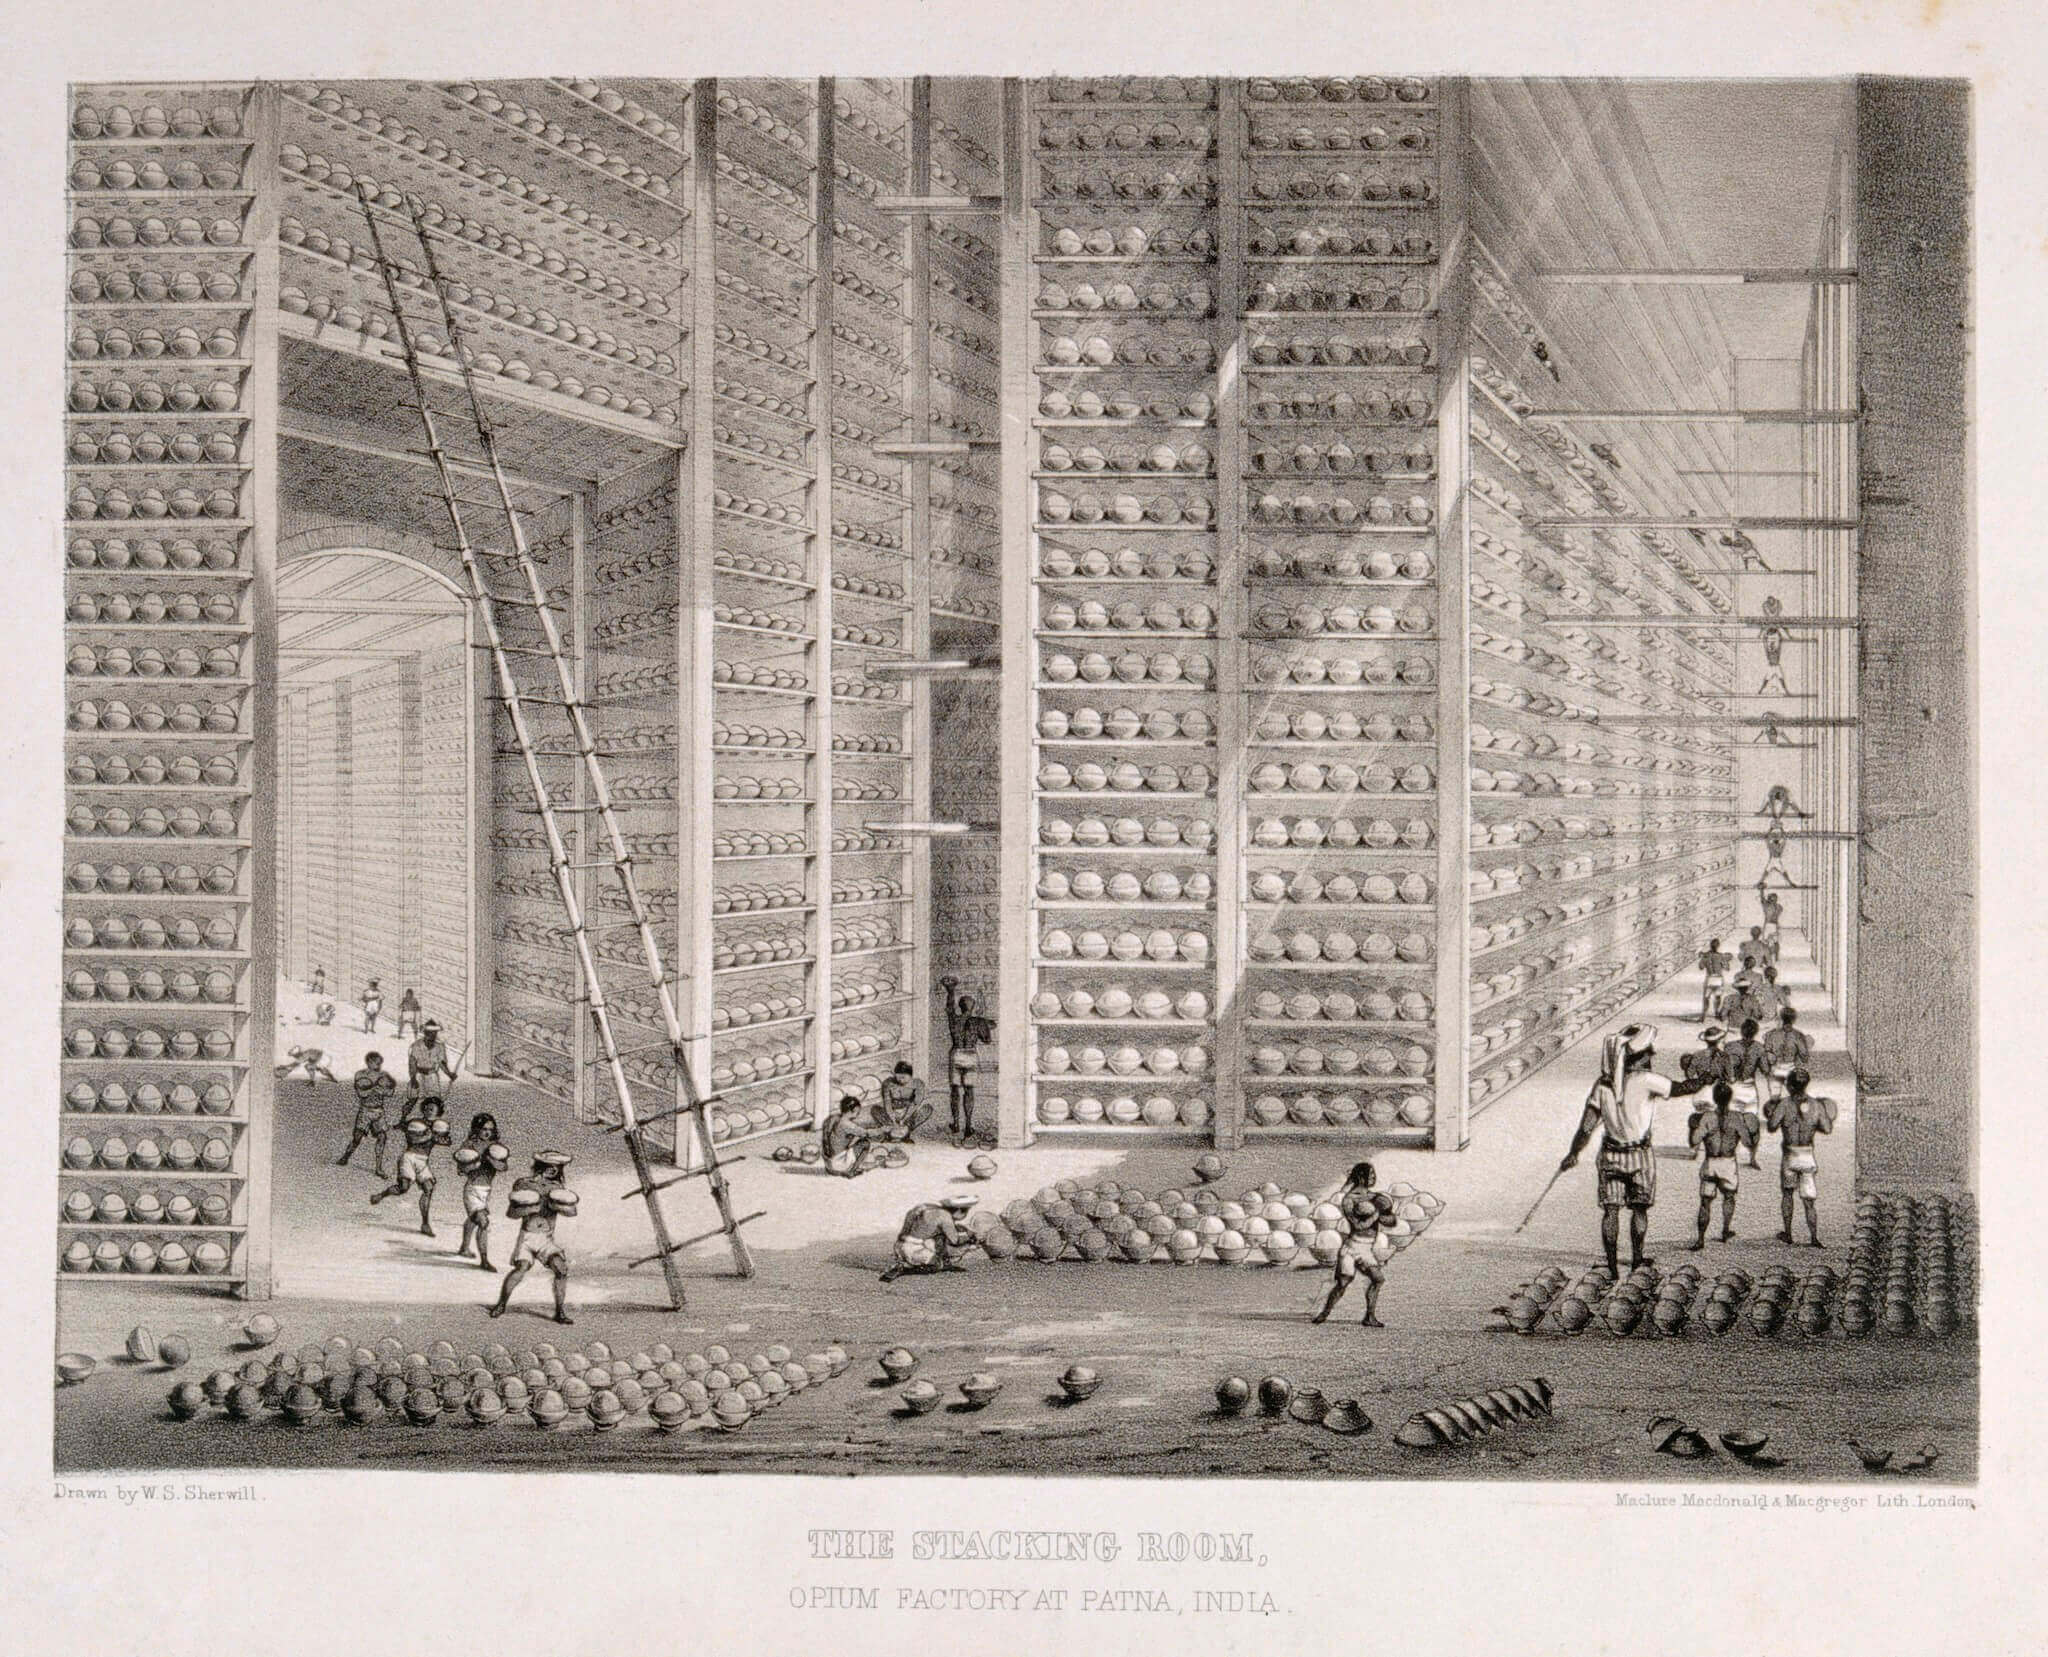 Drawn by W. S. Sherwill.
Maclure Macdonald & Macgregor Lith. London
THE STACKING ROOM,
OPIUM FACTORY AT PATNA, INDIA.